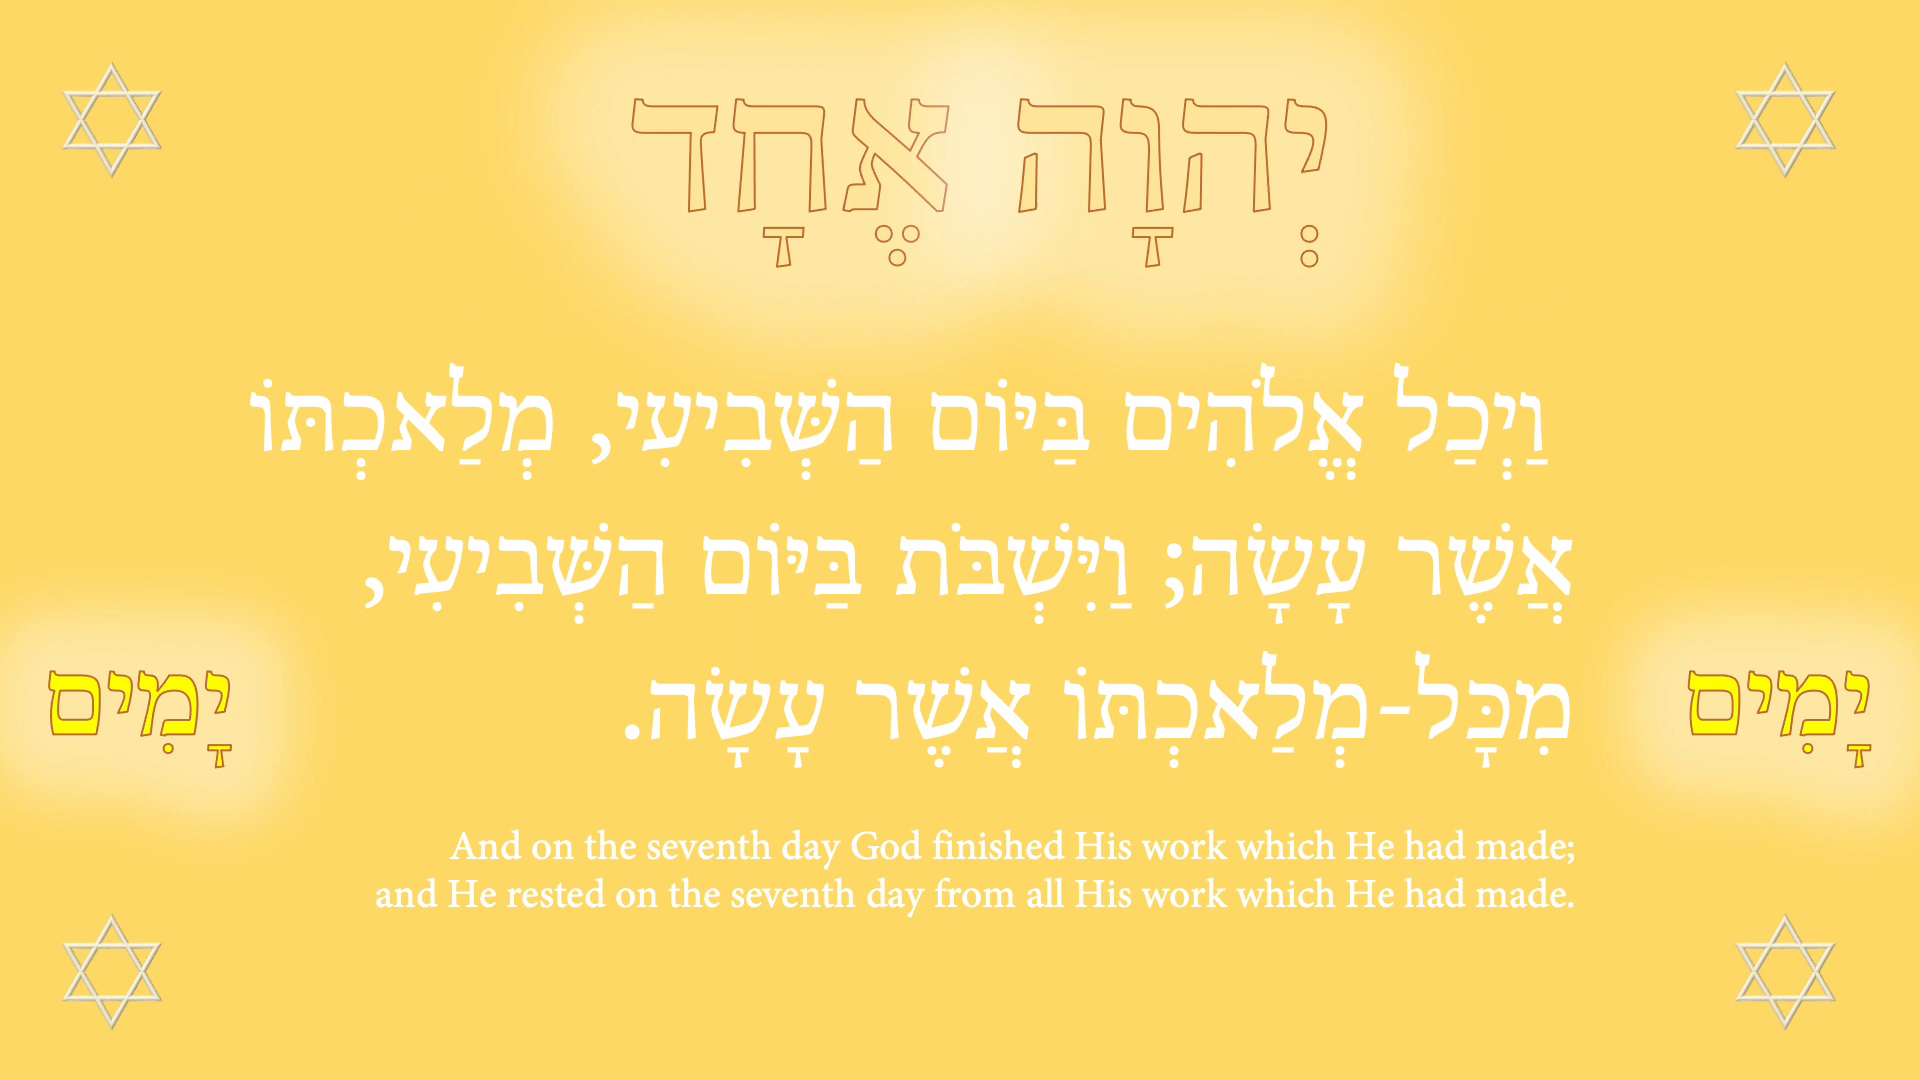 יְהוָה אֶחָד
וַיְכַל אֱלֹהִים בַּיּוֹם הַשְּׁבִיעִי, מְלַאכְתּוֹ
אֲשֶׁר עָשָׂה; וַיִּשְׁבֹּת בַּיּוֹם הַשְּׁבִיעִי,
מִכָּל-מְלַאכְתּוֹ אֲשֶׁר עָשָׂה.
יָמִים
יָמִים
And on the seventh day God finished His work which He had made;
and He rested on the seventh day from all His work which He had made.